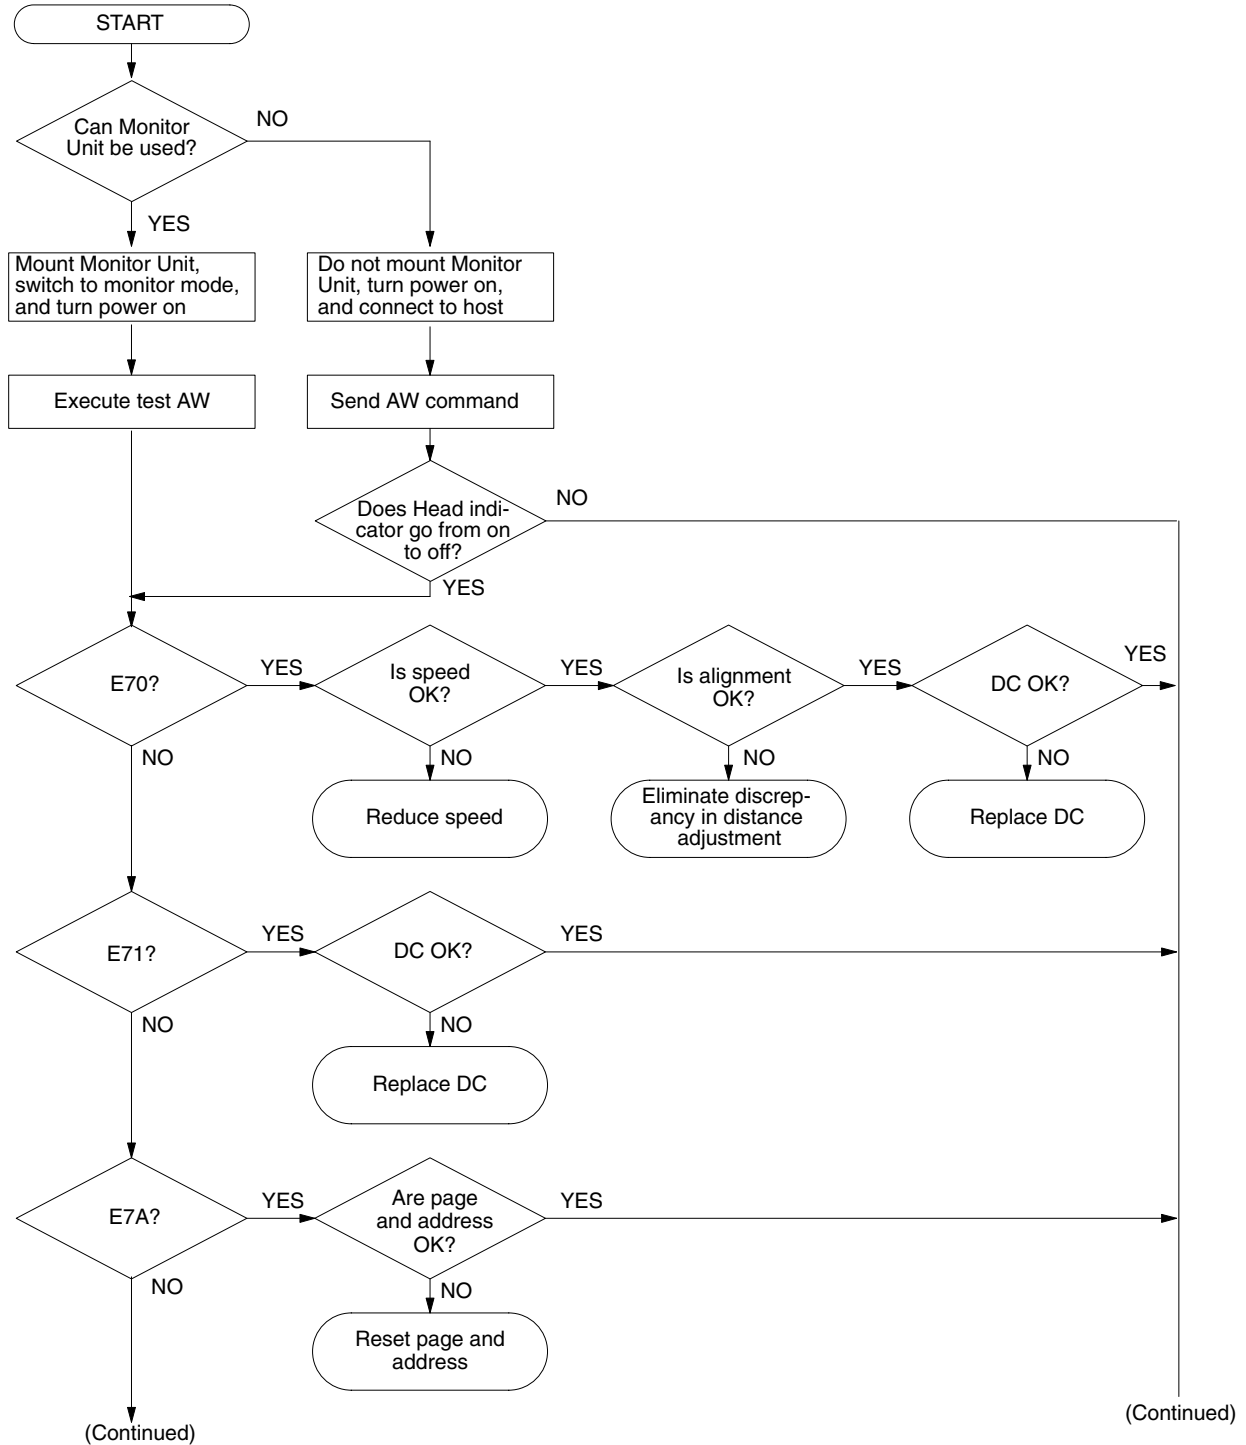 START
Can Monitor
Unit be used?
NO
YES
Mount Monitor Unit,
switch to monitor mode,
and turn power on
Do not mount Monitor
Unit, turn power on,
and connect to host
Execute test AW
Send AW command
Does Head indi-
cator go from on
to off?
NO
YES
E70?
YES
Is speed
OK?
YES
Is alignment
OK?
YES
DC OK?
YES
NO
NO
NO
NO
Reduce speed
Eliminate discrep-
ancy in distance
adjustment
Replace DC
E71?
YES
DC OK?
YES
NO
NO
Replace DC
E7A?
YES
Are page
and address
OK?
YES
NO
NO
Reset page and
address
(Continued)
(Continued)